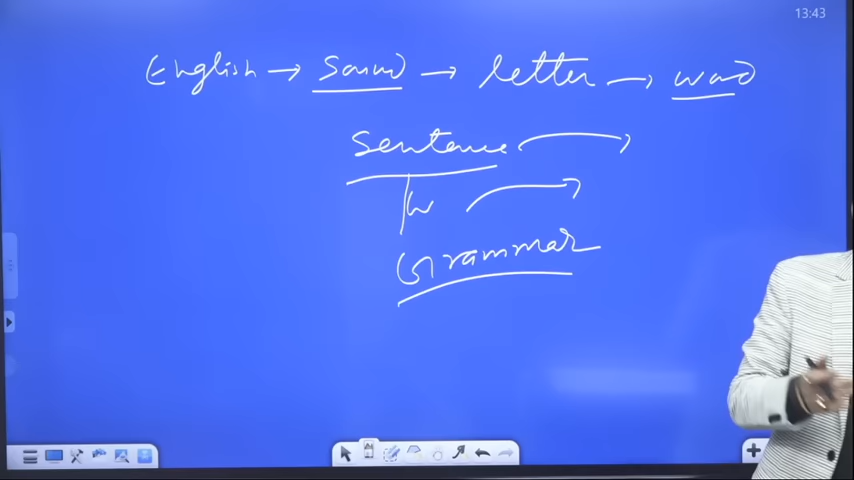 13:43
English → Sound → letter → word
Sentence →
Grammar